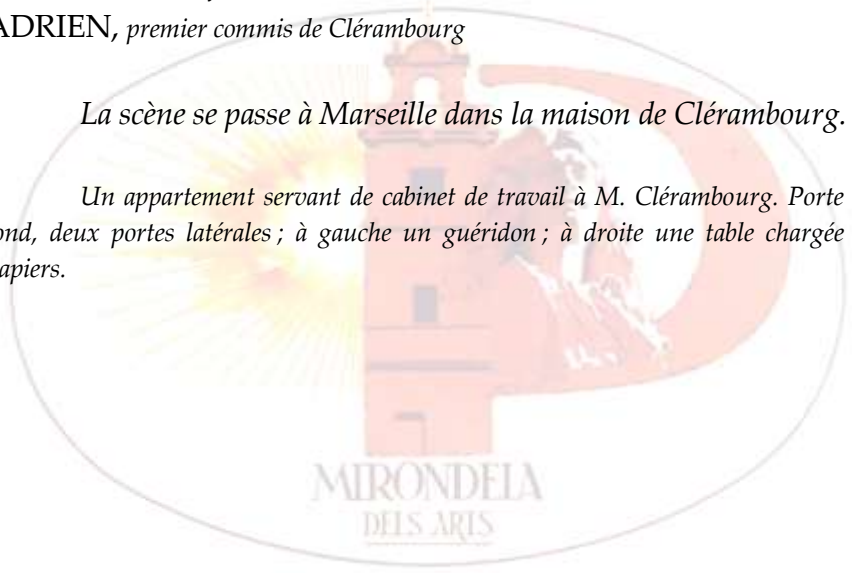 ADRIEN, premier commis de Clérambourg
La scène se passe à Marseille dans la maison de Clérambourg.
Un appartement servant de cabinet de travail à M. Clérambourg. Porte
ond, deux portes latérales ; à gauche un guéridon ; à droite une table chargée
apiers.
MIRONDELA
DELS ARTS